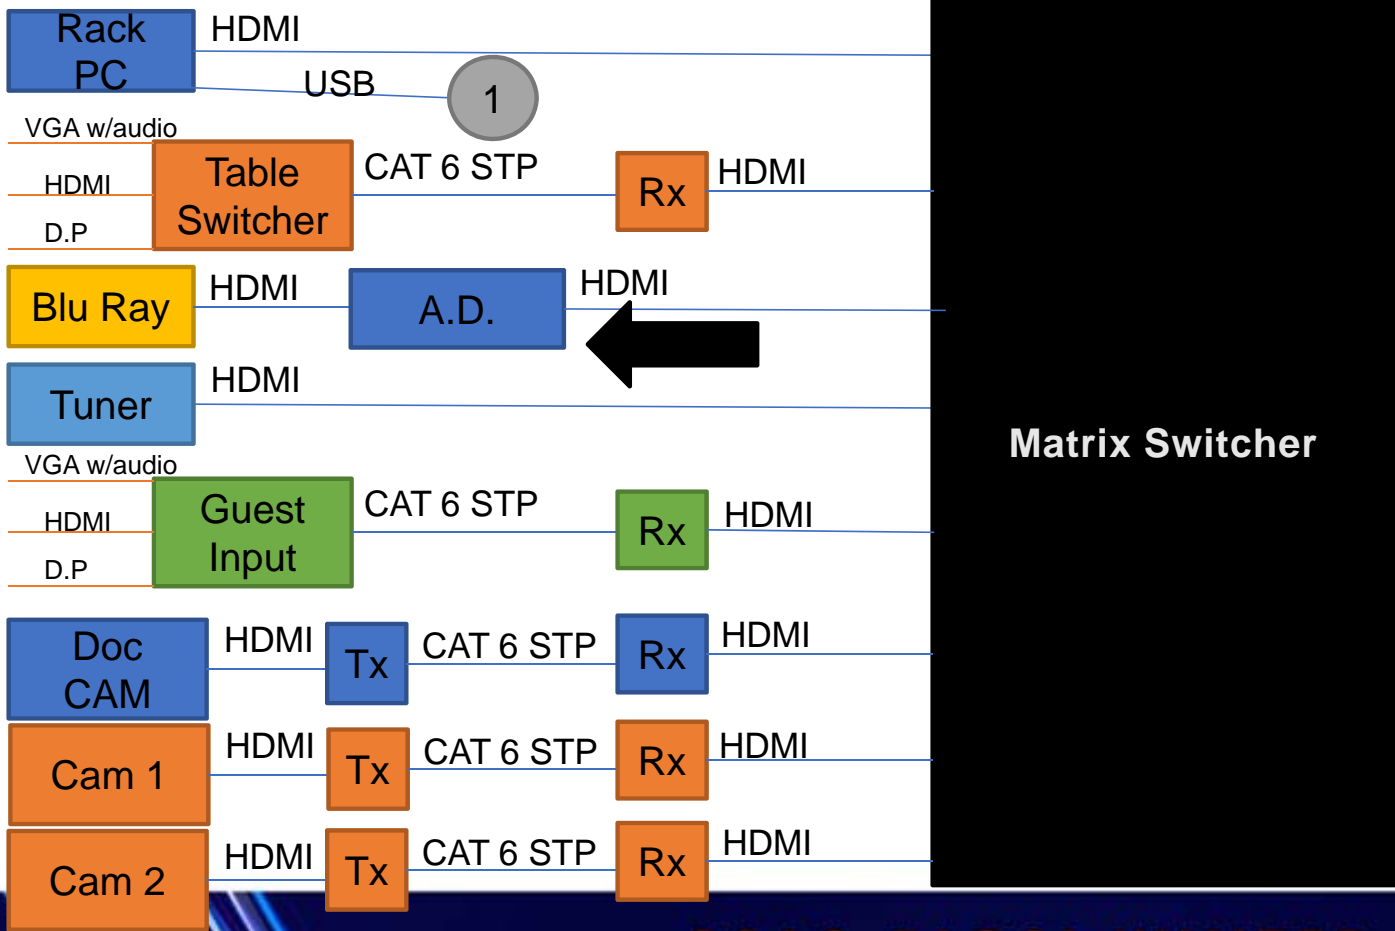 Rack
PC
HDMI
USB
1
VGA w/audio
HDMI
D.P
Table
Switcher
CAT 6 STP
Rx
HDMI
Blu Ray
HDMI
A.D.
HDMI
Tuner
HDMI
Matrix Switcher
VGA w/audio
HDMI
D.P
Guest
Input
CAT 6 STP
Rx
HDMI
Doc
CAM
HDMI
Tx
CAT 6 STP
Rx
HDMI
Cam 1
HDMI
Tx
CAT 6 STP
Rx
HDMI
Cam 2
HDMI
Tx
CAT 6 STP
Rx
HDMI